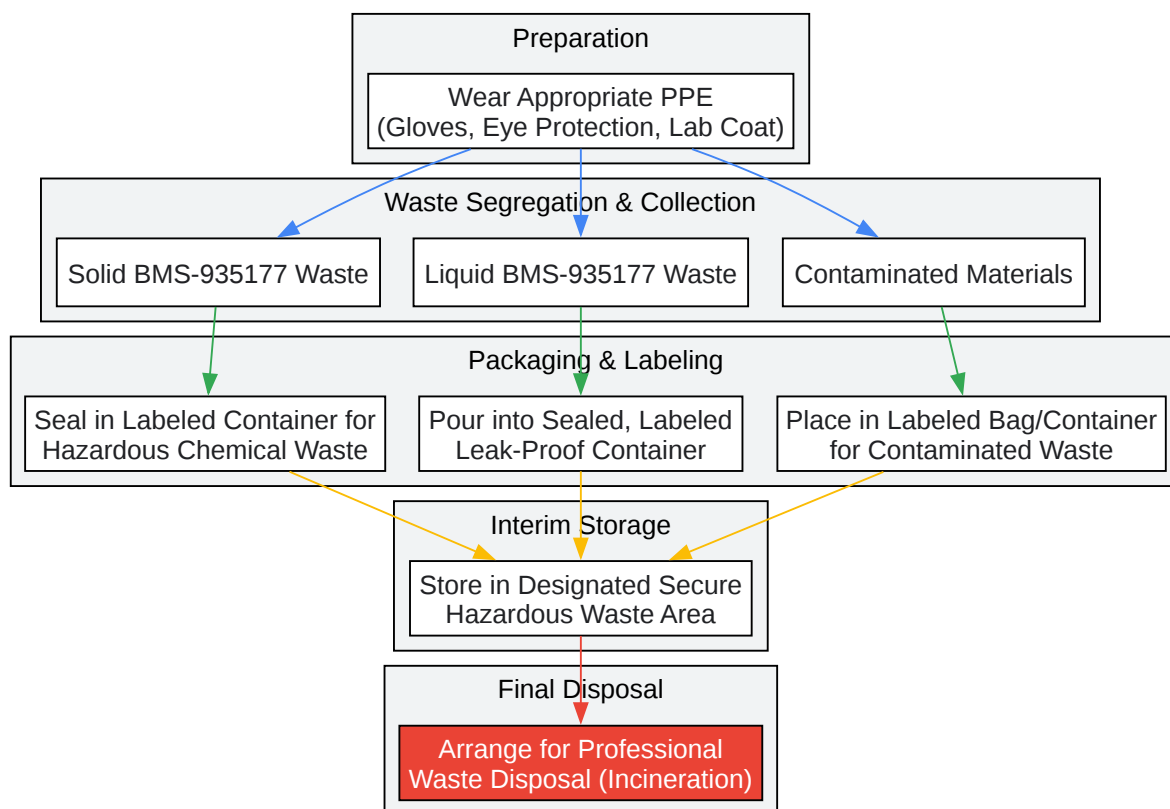 Preparation
Wear Appropriate PPE
(Gloves, Eye Protection, Lab Coat)
Waste Segregation & Collection
Solid BMS-935177 Waste
Liquid BMS-935177 Waste
Contaminated Materials
Packaging & Labeling
Seal in Labeled Container for
Hazardous Chemical Waste
Pour into Sealed, Labeled
Leak-Proof Container
Place in Labeled Bag/Container
for Contaminated Waste
Interim Storage
Store in Designated Secure
Hazardous Waste Area
Final Disposal
Arrange for Professional
Waste Disposal (Incineration)